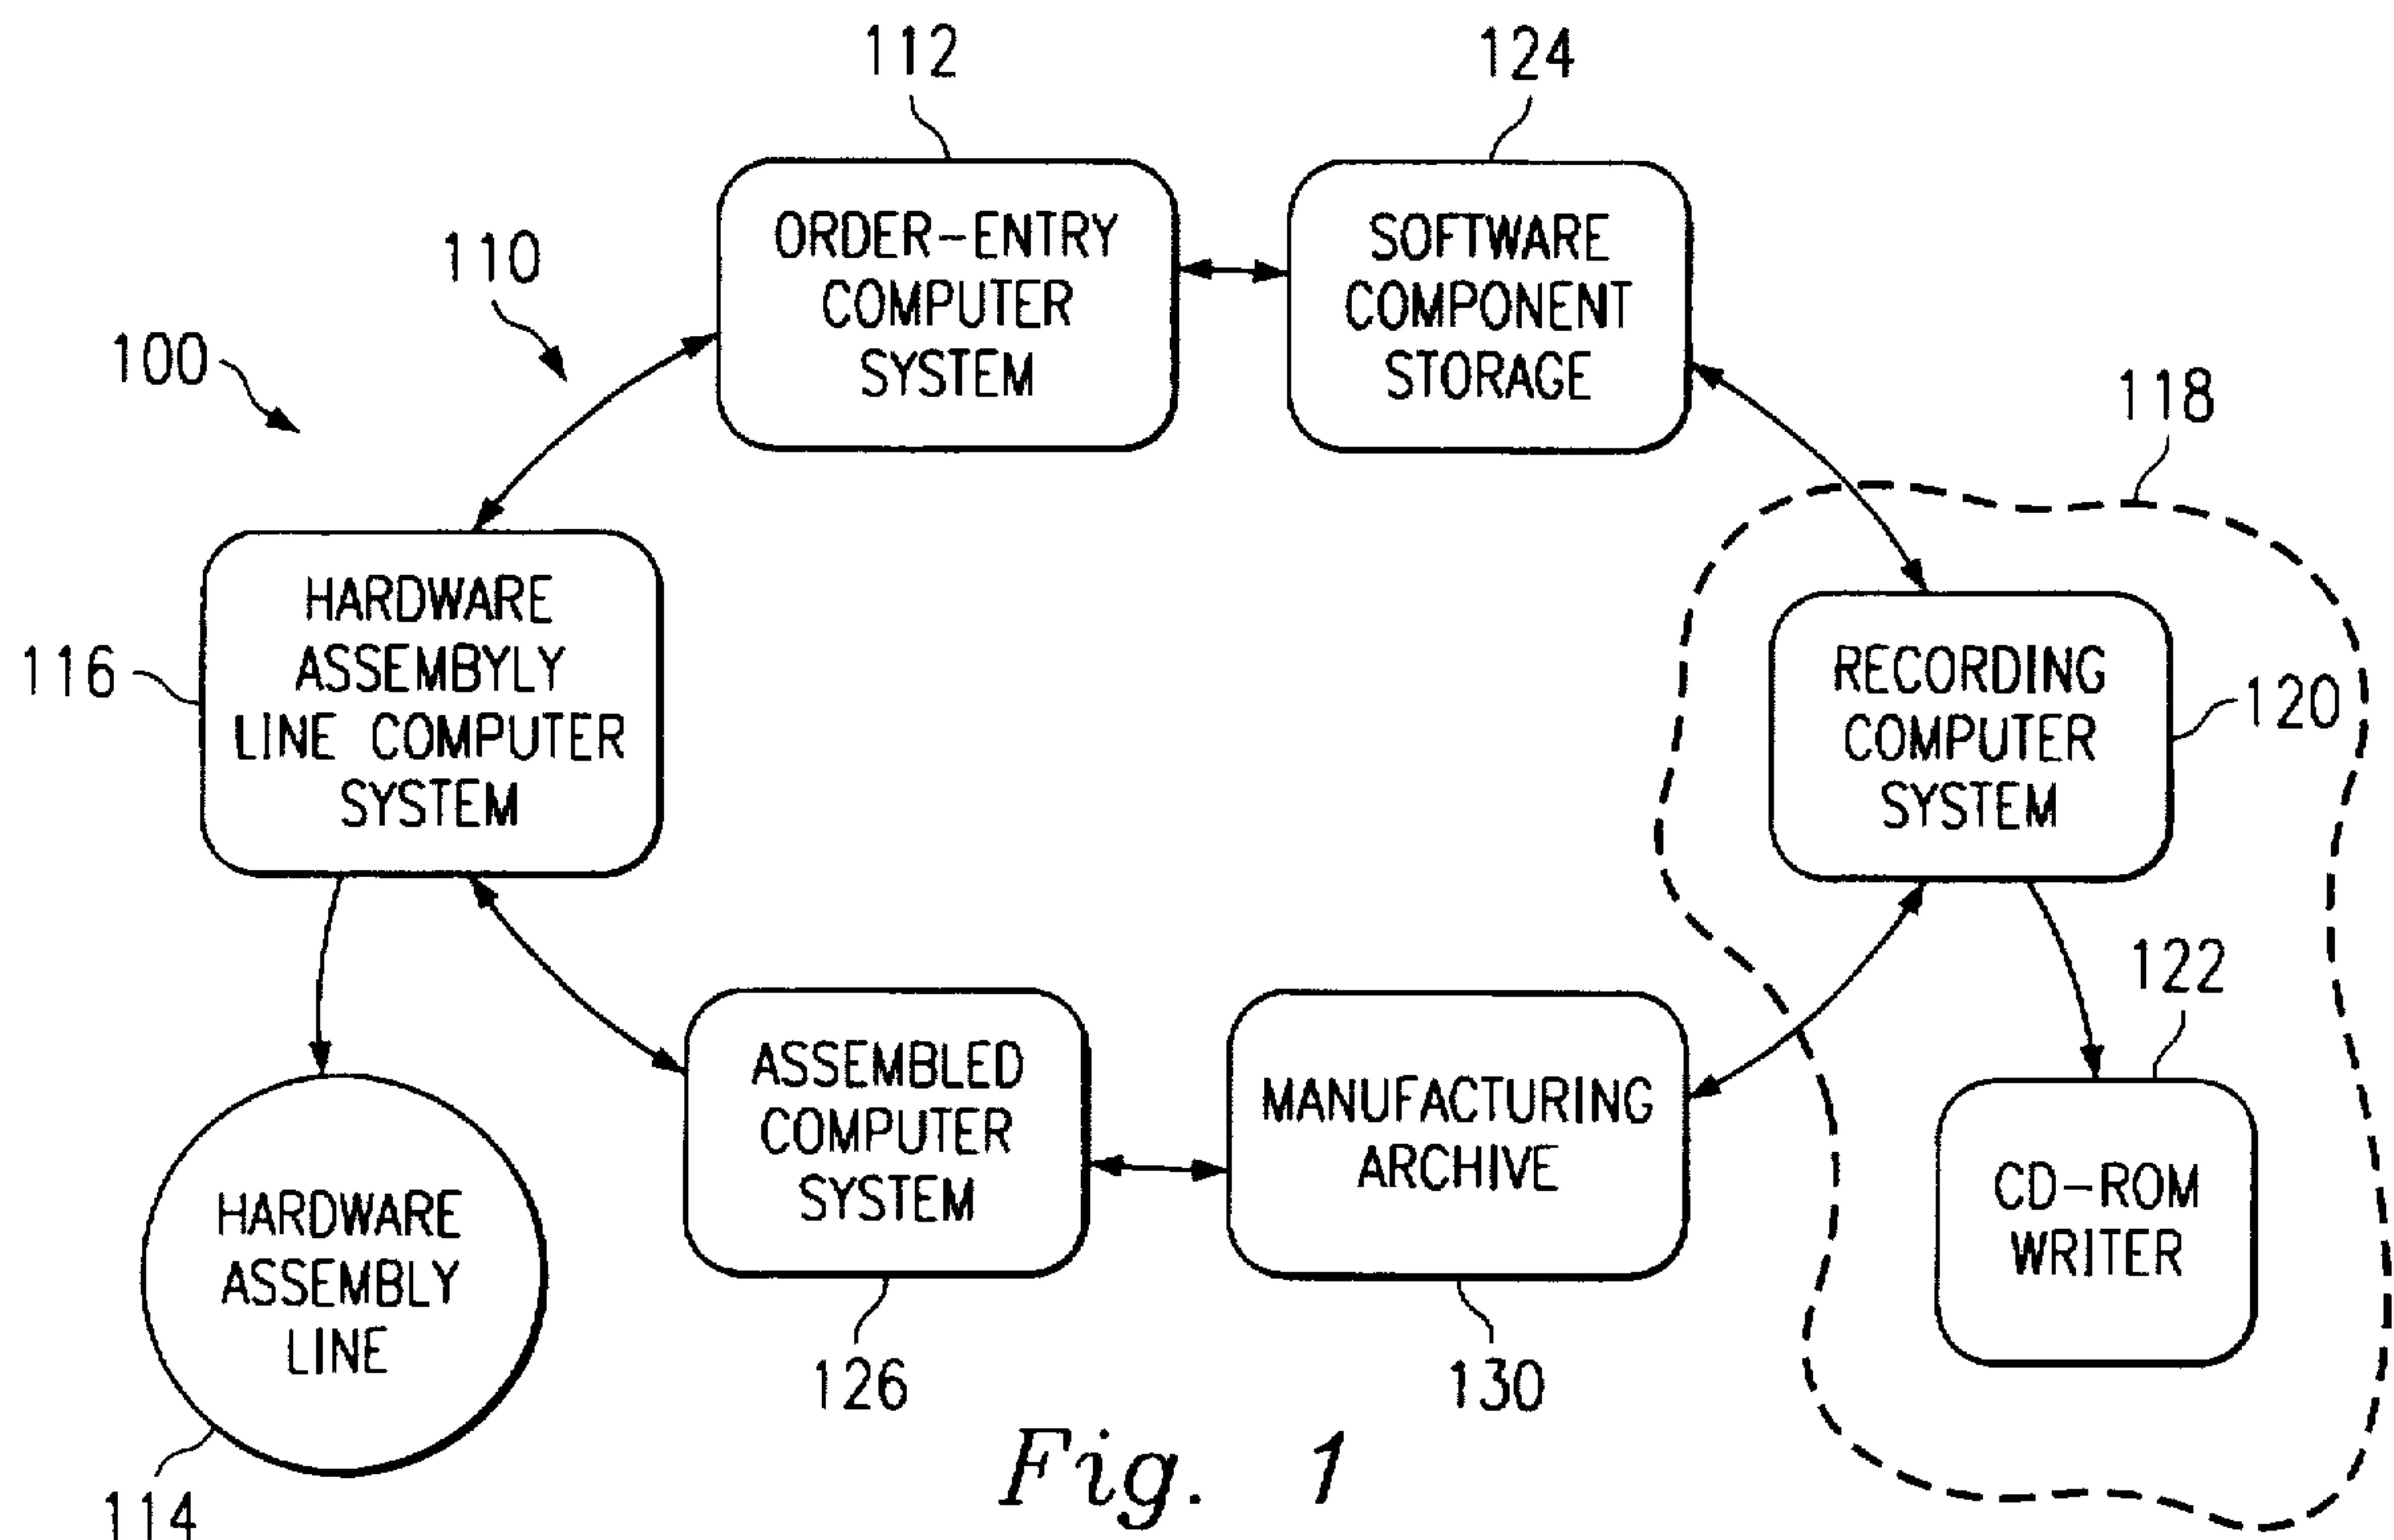 112
124
110
100
ORDER-ENTRY
COMPUTER
SYSTEM
SOFTWARE
COMPONENT
STORAGE
118
116
HARDWARE
ASSEMBYLY
LINE COMPUTER
SYSTEM
RECORDING
COMPUTER
SYSTEM
120
122
HARDWARE
ASSEMBLY
LINE
ASSEMBLED
COMPUTER
SYSTEM
MANUFACTURING
ARCHIVE
CD-ROM
WRITER
126
130
114
Fig. 1